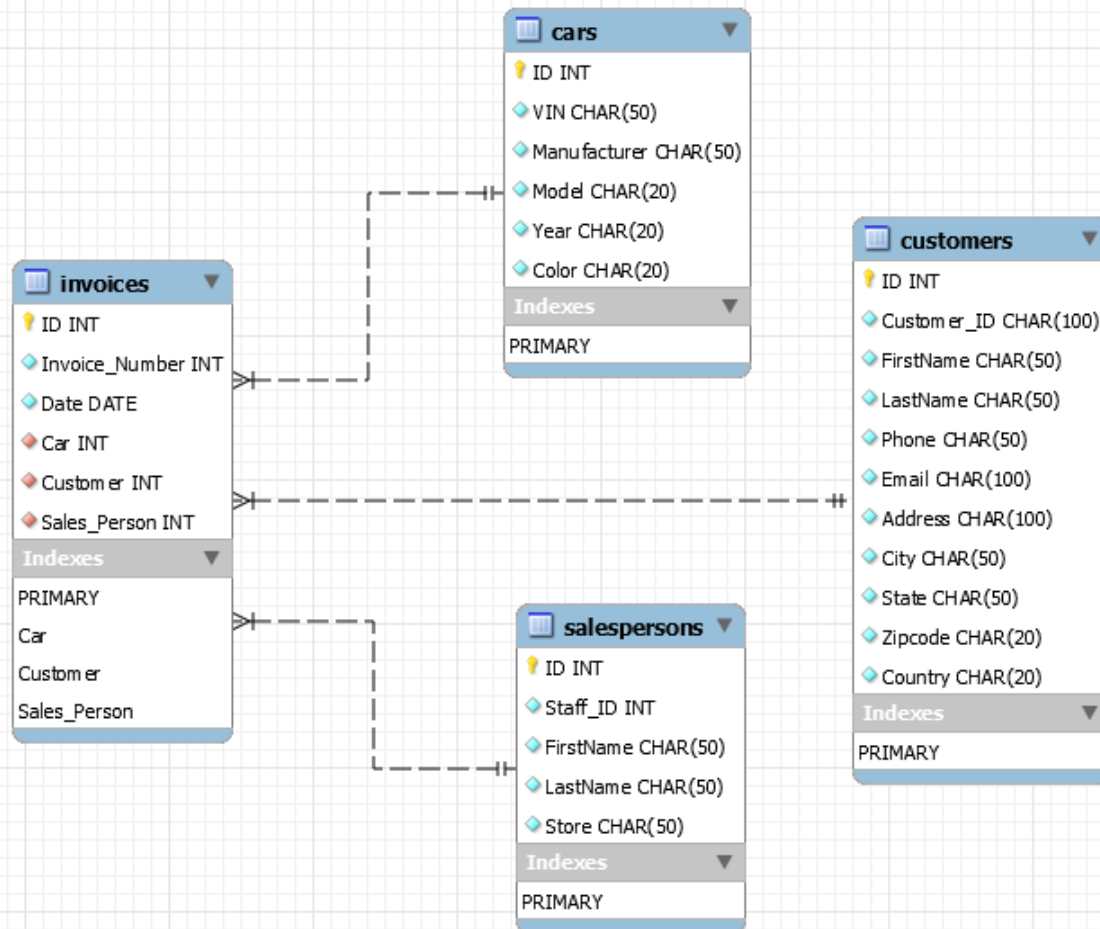 cars
ID INT
VIN CHAR(50)
Manufacturer CHAR(50)
Model CHAR(20)
Year CHAR(20)
Color CHAR(20)
Indexes
PRIMARY
customers
ID INT
Customer_ID CHAR(100)
FirstName CHAR(50)
LastName CHAR(50)
Phone CHAR(50)
Email CHAR(100)
Address CHAR(100)
City CHAR(50)
State CHAR(50)
Zipcode CHAR(20)
Country CHAR(20)
Indexes
PRIMARY
invoices
ID INT
Invoice_Number INT
Date DATE
Car INT
Customer INT
Sales_Person INT
Indexes
PRIMARY
Car
Customer
Sales_Person
salespersons
ID INT
Staff_ID INT
FirstName CHAR(50)
LastName CHAR(50)
Store CHAR(50)
Indexes
PRIMARY